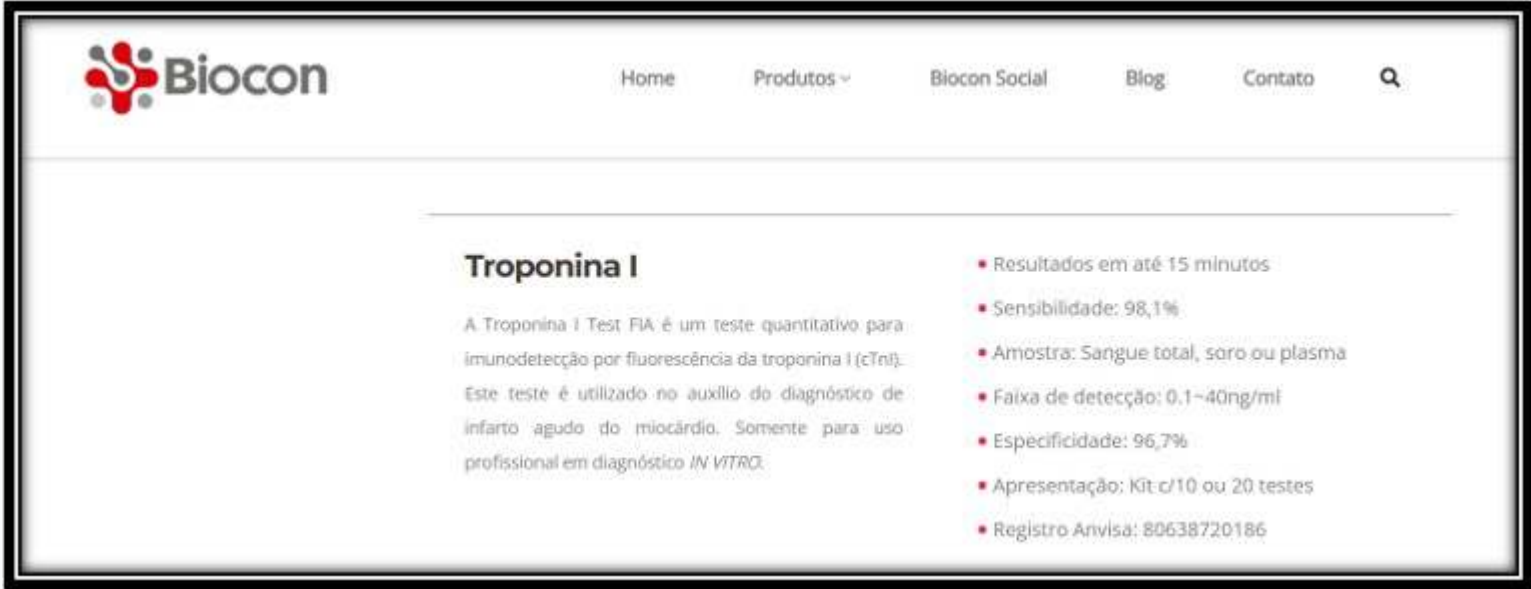 Biocon
Home Produtos Biocon Social Blog Contato
Troponina I
A Troponina I Test FIA é um teste quantitativo para
imunodetecção por fluorescência da troponina I (cTnI).
Este teste é utilizado no auxílio do diagnóstico de
infarto agudo do miocárdio. Somente para uso
profissional em diagnóstico IN VITRO.
• Resultados em até 15 minutos
• Sensibilidade: 98,1%
• Amostra: Sangue total, soro ou plasma
• Faixa de detecção: 0.1~40ng/ml
• Especificidade: 96,7%
• Apresentação: Kit c/10 ou 20 testes
• Registro Anvisa: 80638720186